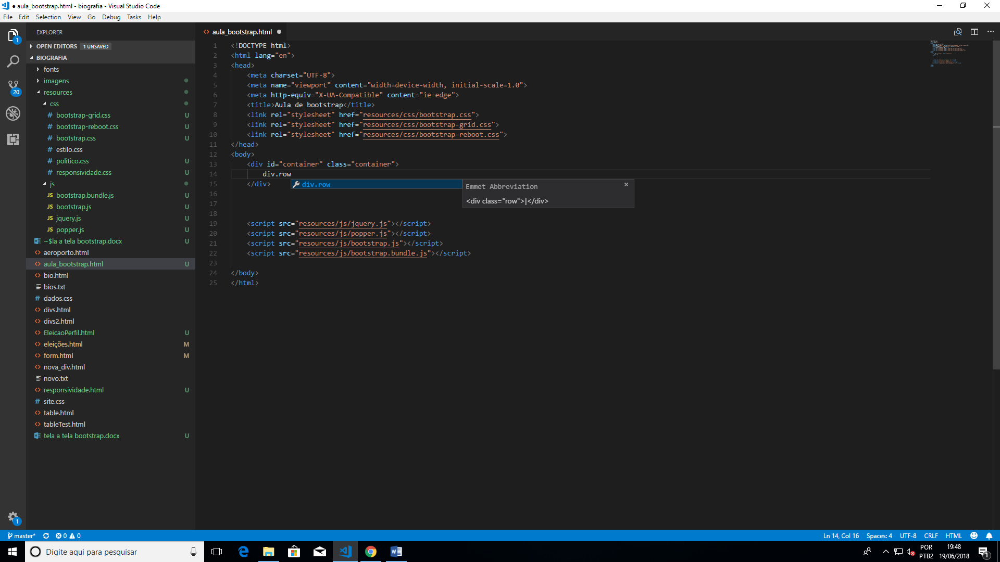 ● aula_bootstrap.html - biografia - Visual Studio Code
File Edit Selection View Go Debug Tasks Help
EXPLORER
OPEN EDITORS 1 UNSAVED
BIOGRAFIA
fonts
imagens
resources
css
# bootstrap-grid.css U
# bootstrap-reboot.css U
# bootstrap.css U
# estilo.css
# politico.css U
# responsividade.css U
js
JS bootstrap.bundle.js U
JS bootstrap.js U
JS jquery.js U
JS popper.js U
~$la a tela bootstrap.docx U
<> aeroporto.html
<> aula_bootstrap.html U
<> bio.html
bios.txt
# dados.css
<> divs.html
<> divs2.html
<> EleicaoPerfil.html U
<> eleições.html M
<> form.html M
<> nova_div.html
novo.txt
<> responsividade.html U
# site.css
<> table.html
<> tableTest.html
tela a tela bootstrap.docx U
1
20
1
<> aula_bootstrap.html ●
1 <!DOCTYPE html>
2 <html lang="en">
3 <head>
4 <meta charset="UTF-8">
5 <meta name="viewport" content="width=device-width, initial-scale=1.0">
6 <meta http-equiv="X-UA-Compatible" content="ie=edge">
7 <title>Aula de bootstrap</title>
8 <link rel="stylesheet" href="resources/css/bootstrap.css">
9 <link rel="stylesheet" href="resources/css/bootstrap-grid.css">
10 <link rel="stylesheet" href="resources/css/bootstrap-reboot.css">
11 </head>
12 <body>
13 <div id="container" class="container">
14 div.row
15 </div>
div.row
Emmet Abbreviation ×
<div class="row">|</div>
16
17
18
19 <script src="resources/js/jquery.js"></script>
20 <script src="resources/js/popper.js"></script>
21 <script src="resources/js/bootstrap.js"></script>
22 <script src="resources/js/bootstrap.bundle.js"></script>
23
24 </body>
25 </html>
master* 0 0
Ln 14, Col 16 Spaces: 4 UTF-8 CRLF HTML
Digite aqui para pesquisar
POR
PTB2
19:48
19/06/2018
1